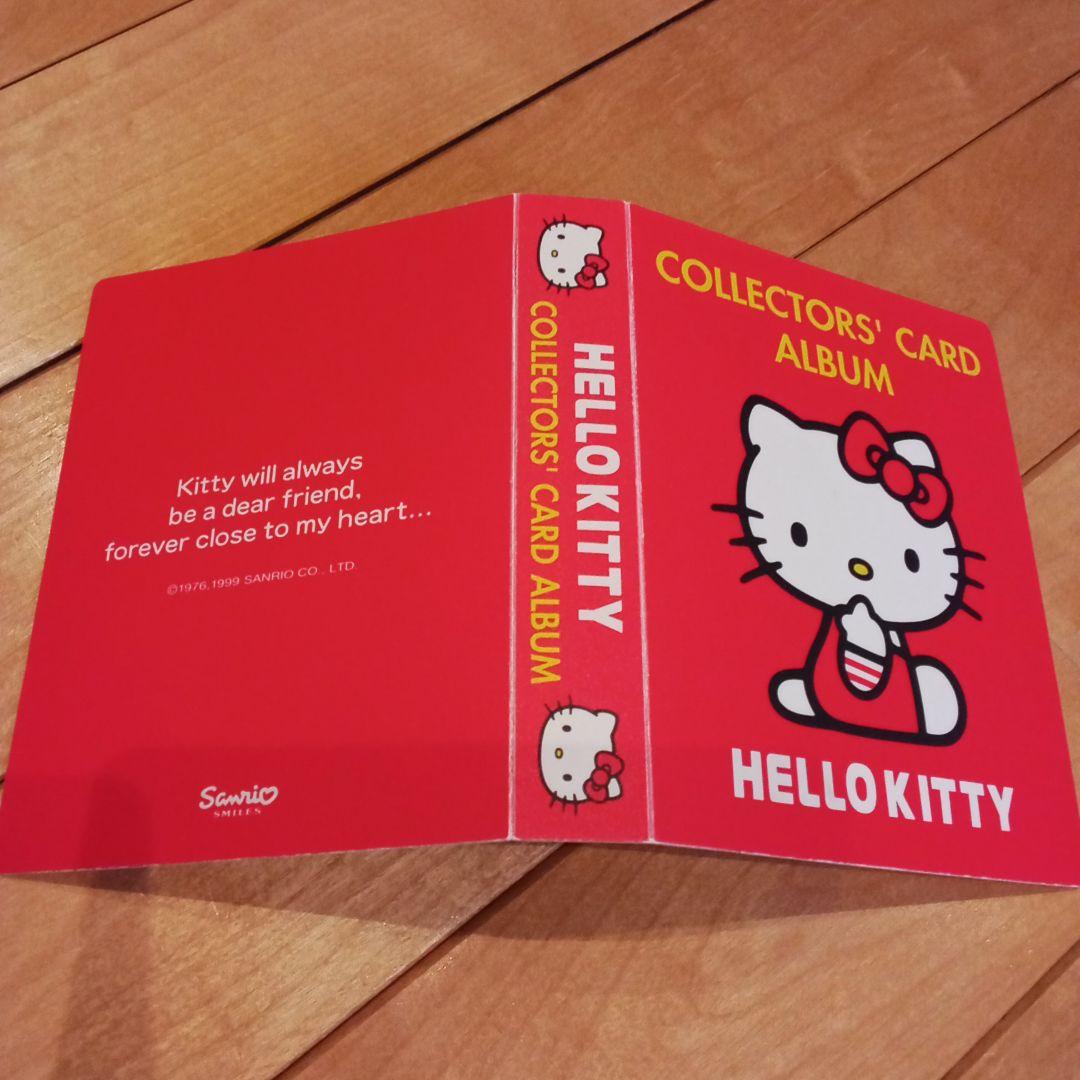 Kitty will always
be a dear friend,
forever close to my heart...
©1976,1999 SANRIO CO., LTD.
Sanrio
SMILES
HELLO KITTY
COLLECTORS' CARD ALBUM
COLLECTORS' CARD
ALBUM
HELLO KITTY